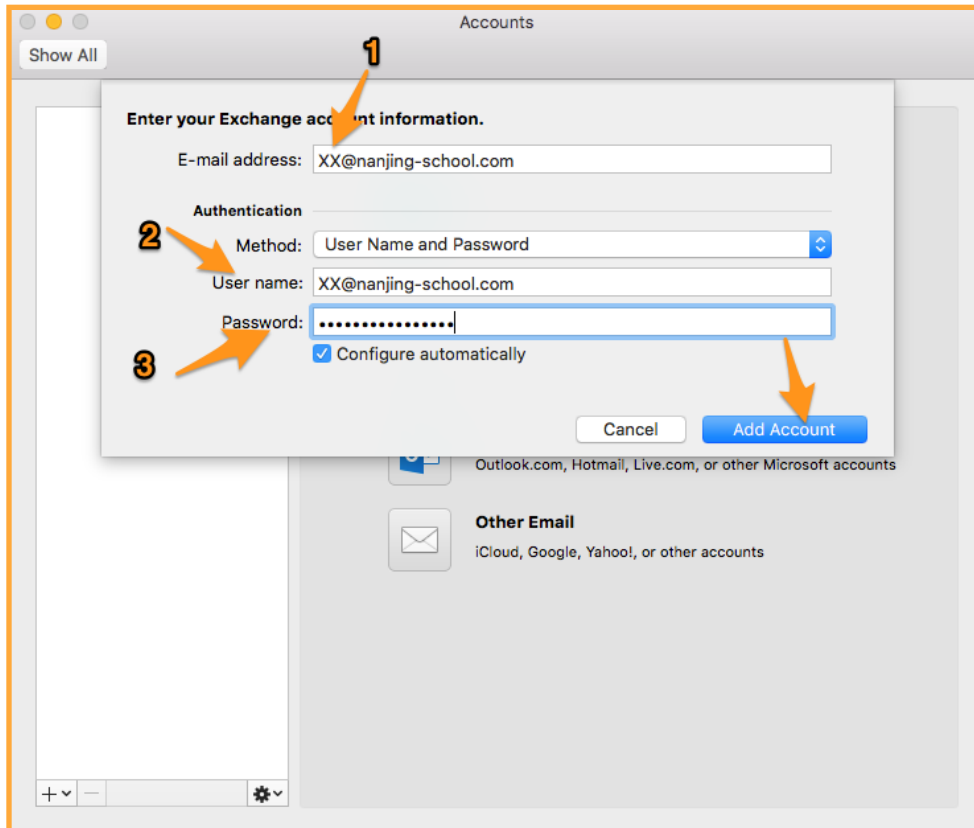 Accounts
Show All
1
Enter your Exchange account information.
E-mail address: XX@nanjing-school.com
Authentication
2
Method: User Name and Password
User name: XX@nanjing-school.com
Password: ••••••••••••••••
3
Configure automatically
Cancel Add Account
Outlook.com, Hotmail, Live.com, or other Microsoft accounts
Other Email
iCloud, Google, Yahoo!, or other accounts